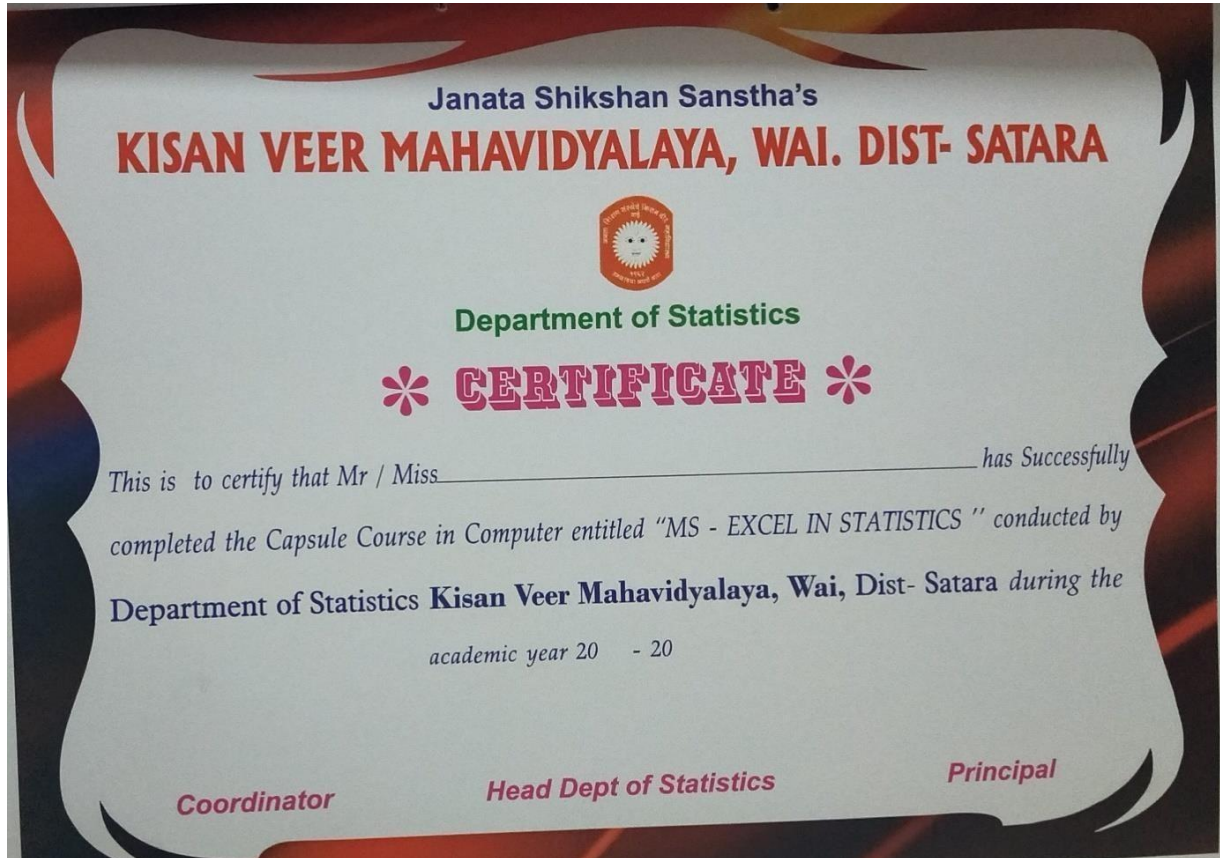 Janata Shikshan Sanstha's
KISAN VEER MAHAVIDYALAYA, WAI. DIST- SATARA
Department of Statistics
CERTIFICATE
This is to certify that Mr / Miss has Successfully
completed the Capsule Course in Computer entitled “MS - EXCEL IN STATISTICS ’’ conducted by
Department of Statistics Kisan Veer Mahavidyalaya, Wai, Dist- Satara during the
academic year 20 - 20
Coordinator Head Dept of Statistics Principal